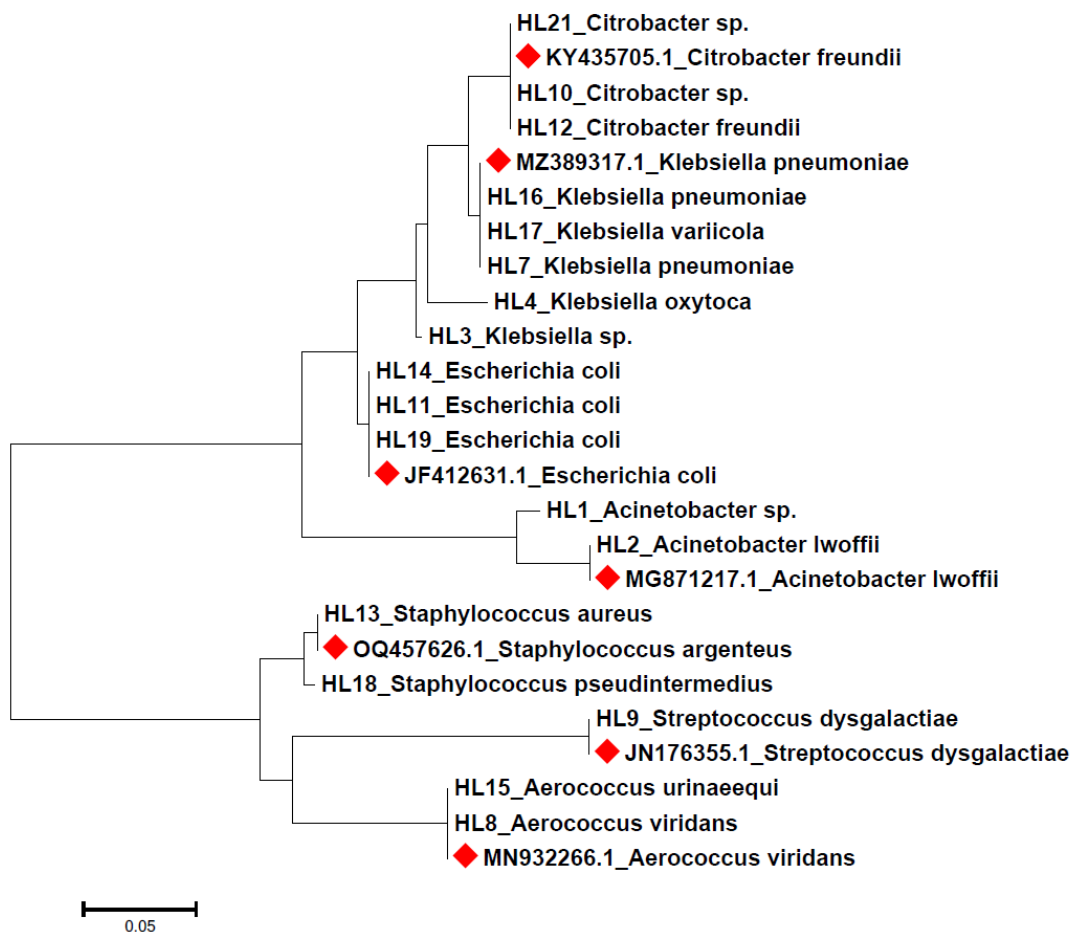 HL21_Citrobacter sp.
KY435705.1_Citrobacter freundii
HL10_Citrobacter sp.
HL12_Citrobacter freundii
MZ389317.1_Klebsiella pneumoniae
HL16_Klebsiella pneumoniae
HL17_Klebsiella variicola
HL7_Klebsiella pneumoniae
HL4_Klebsiella oxytoca
HL3_Klebsiella sp.
HL14_Escherichia coli
HL11_Escherichia coli
HL19_Escherichia coli
JF412631.1_Escherichia coli
HL1_Acinetobacter sp.
HL2_Acinetobacter lwoffii
MG871217.1_Acinetobacter lwoffii
HL13_Staphylococcus aureus
OQ457626.1_Staphylococcus argenteus
HL18_Staphylococcus pseudintermedius
HL9_Streptococcus dysgalactiae
JN176355.1_Streptococcus dysgalactiae
HL15_Aerococcus urinaeequi
HL8_Aerococcus viridans
MN932266.1_Aerococcus viridans
0.05